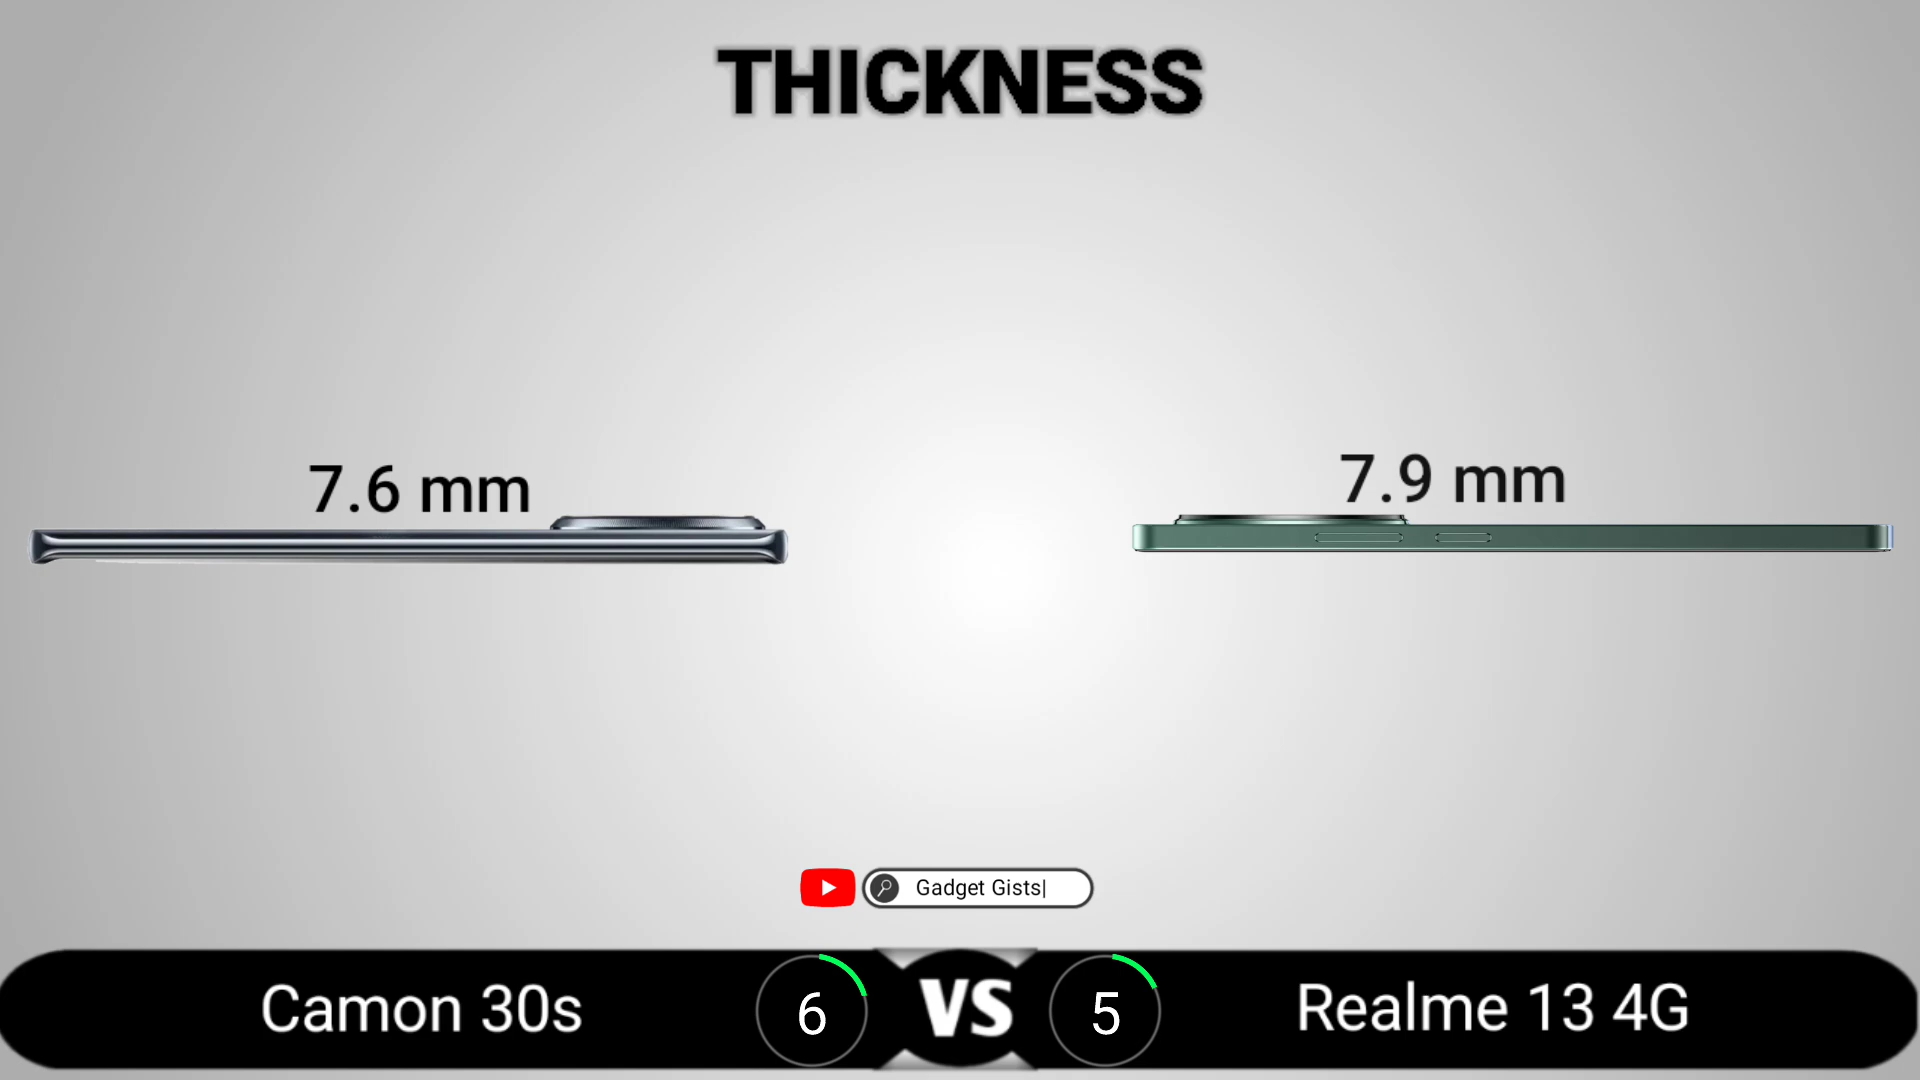 THICKNESS
7.6 mm
7.9 mm
Gadget Gists|
Camon 30s
6
VS
5
Realme 13 4G